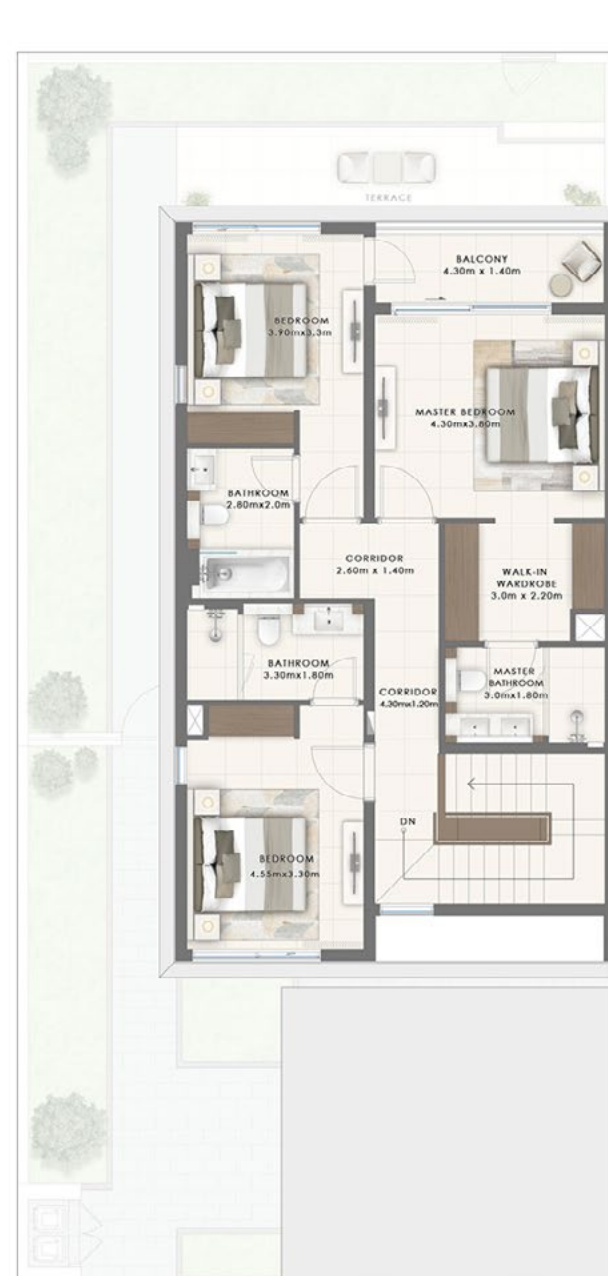 TERRACE
BALCONY
4.30m x 1.40m
BEDROOM
3.90mx3.3m
MASTER BEDROOM
4.30mx3.80m
BATHROOM
2.80mx2.0m
CORRIDOR
2.60m x 1.40m
WALK-IN
WARDROBE
3.0m x 2.20m
BATHROOM
3.30mx1.80m
MASTER
BATHROOM
3.0mx1.80m
CORRIDOR
4.30mx1.20m
DN
BEDROOM
4.55mx3.30m